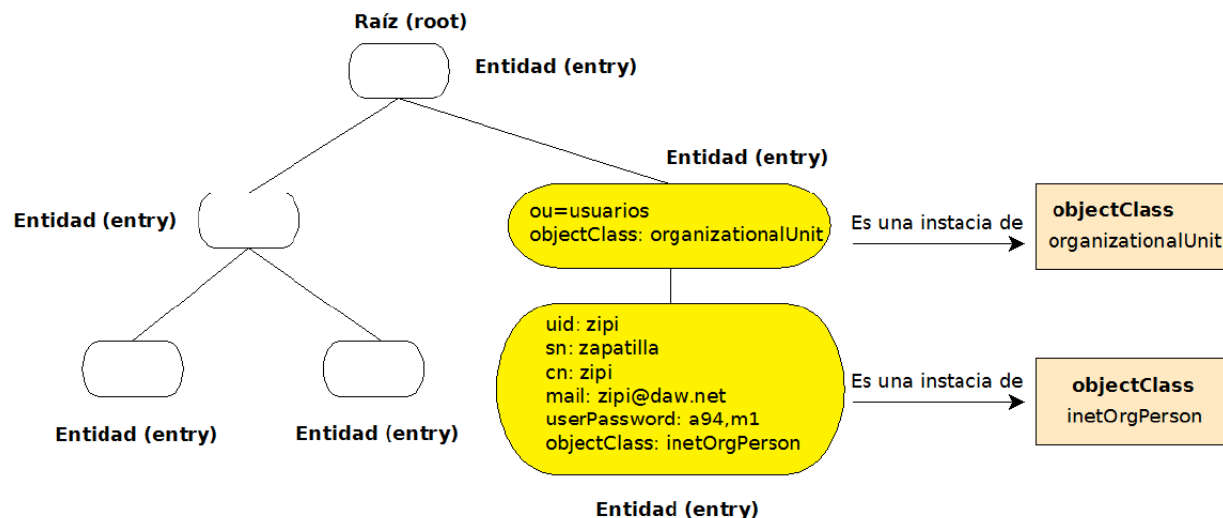 Raíz (root)
Entidad (entry)
Entidad (entry)
Entidad (entry)
ou=usuarios
objectClass: organizationalUnit
Es una instacia de
objectClass
organizationalUnit
uid: zipi
sn: zapatilla
cn: zipi
mail: zipi@daw.net
userPassword: a94,m1
objectClass: inetOrgPerson
Es una instacia de
objectClass
inetOrgPerson
Entidad (entry)
Entidad (entry)
Entidad (entry)